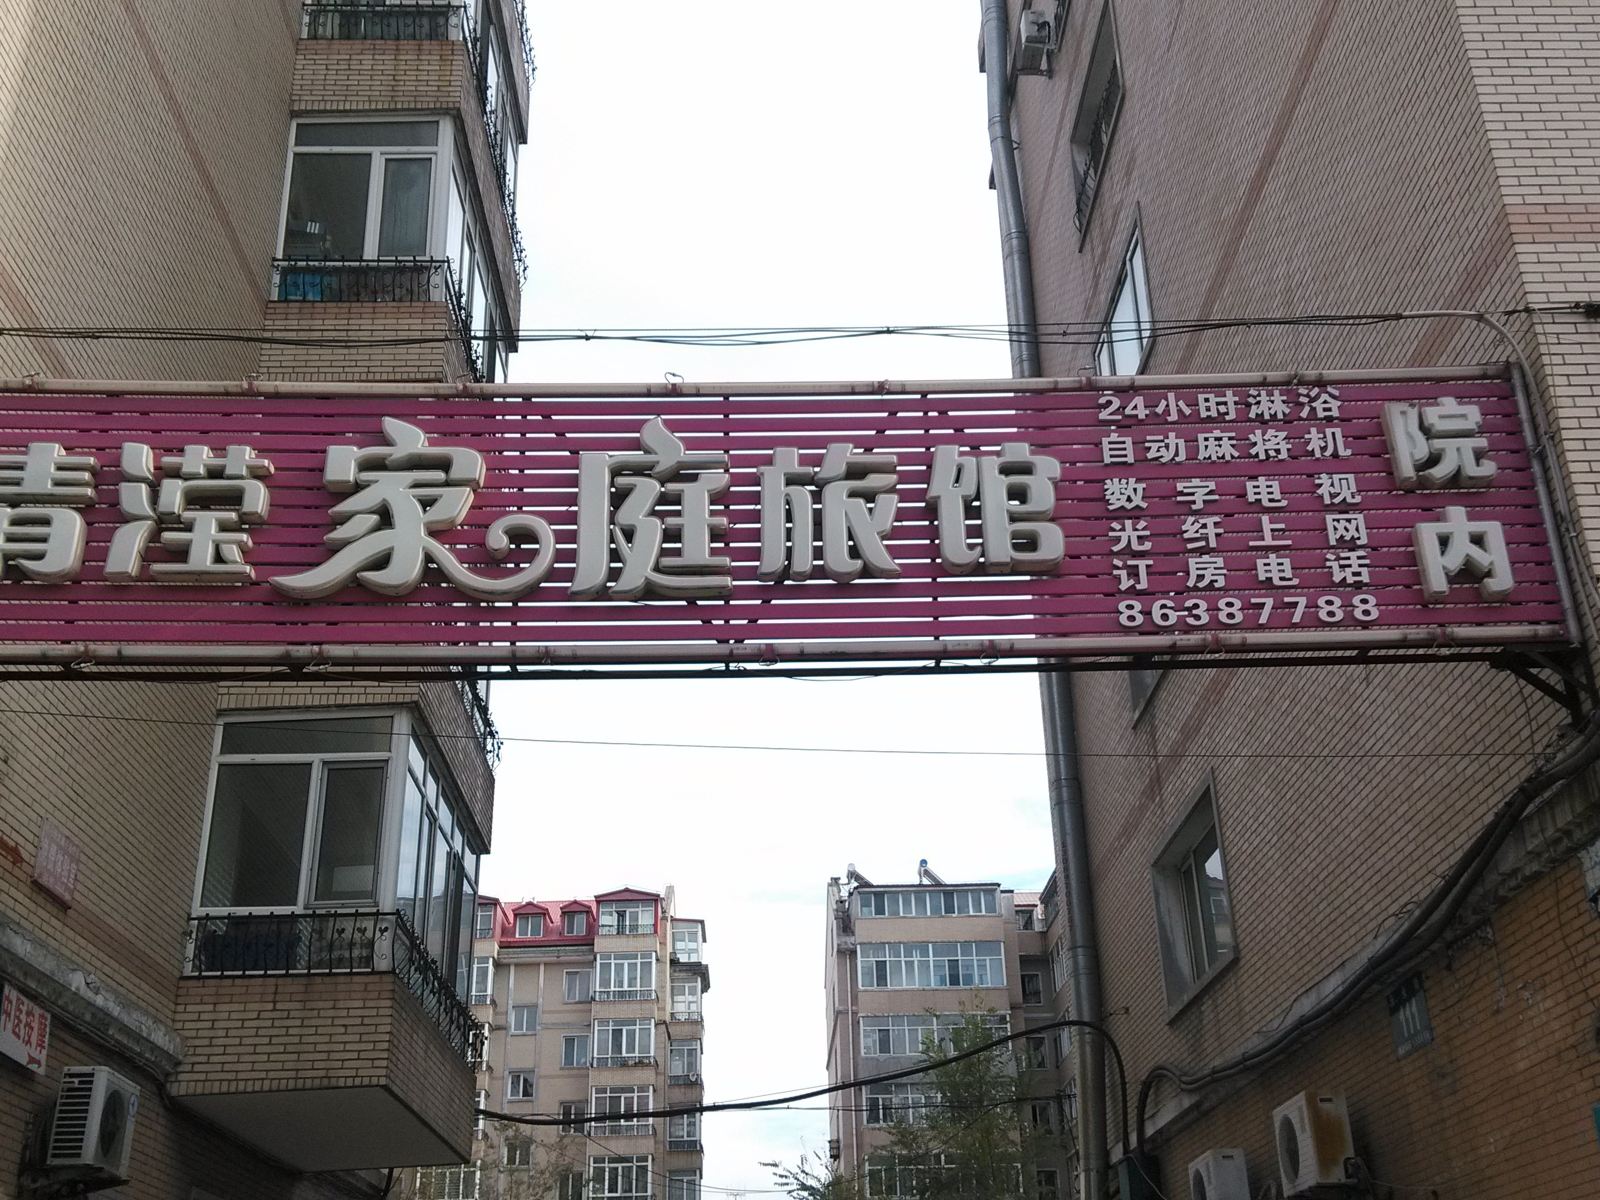 滢家庭旅馆
24小时淋浴
自动麻将机
数字电视
光纤上网
订房电话
86387788
院内
中医按摩